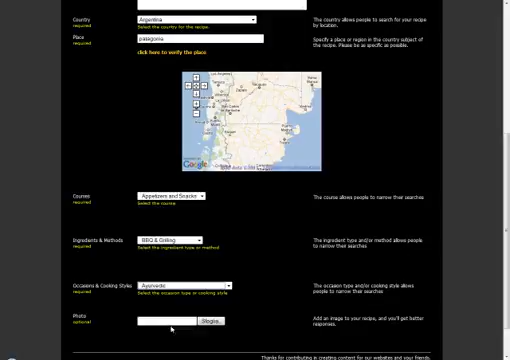 Country
required
Argentina
Select the country for the recipe.
The country allows people to search for your recipe
by location.
Place
required
patagonia
click here to verify the place
Specify a place or region in the country subject of
the recipe. Please be as specific as possible.
Google
Course
required
Appetizers and Snacks
Select the course
The course allows people to narrow their searches
Ingredients & Methods
required
BBQ & Grilling
Select the ingredient type or method
The ingredient type and/or method allows people
to narrow their searches
Occasions & Cooking Styles
required
Ayurvedic
Select the occasion type or cooking style
The occasion type and/or cooking style allows
people to narrow their searches
Photo
optional
Add an image to your recipe, and you'll get better
responses.
Thanks for contributing in creating content for our websites and your friends.